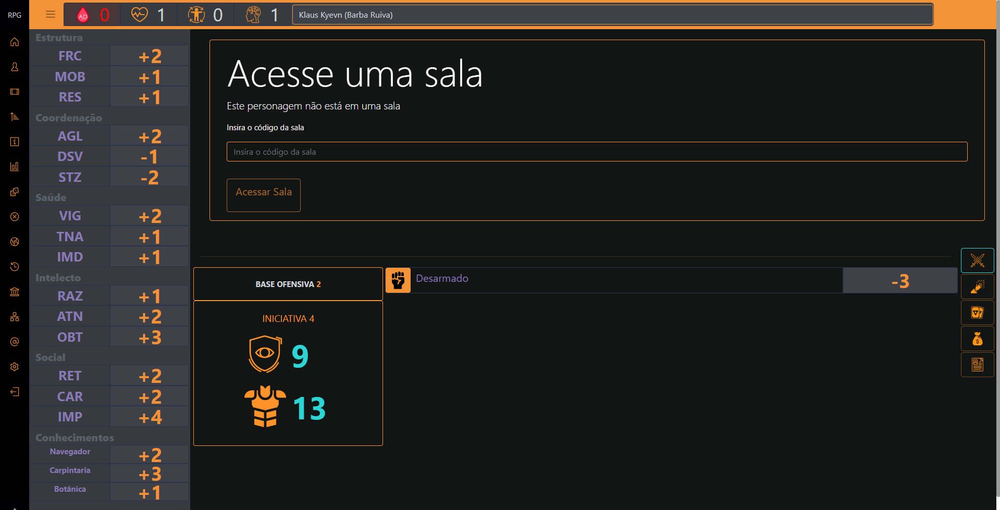 RPG
AD 0 1 0 1 Klaus Kyevn (Barba Ruiva)
Estrutura
FRC +2
MOB +1
RES +1
Coordenação
AGL +2
DSV -1
STZ -2
Saúde
VIG +2
TNA +1
IMD +1
Intelecto
RAZ +1
ATN +2
OBT +3
Social
RET +2
CAR +2
IMP +4
Conhecimentos
Navegador +2
Carpintaria +3
Botânica +1
Acesse uma sala
Este personagem não está em uma sala
Insira o código da sala
Insira o código da sala
Acessar Sala
BASE OFENSIVA 2
INICIATIVA 4
9
13
Desarmado -3